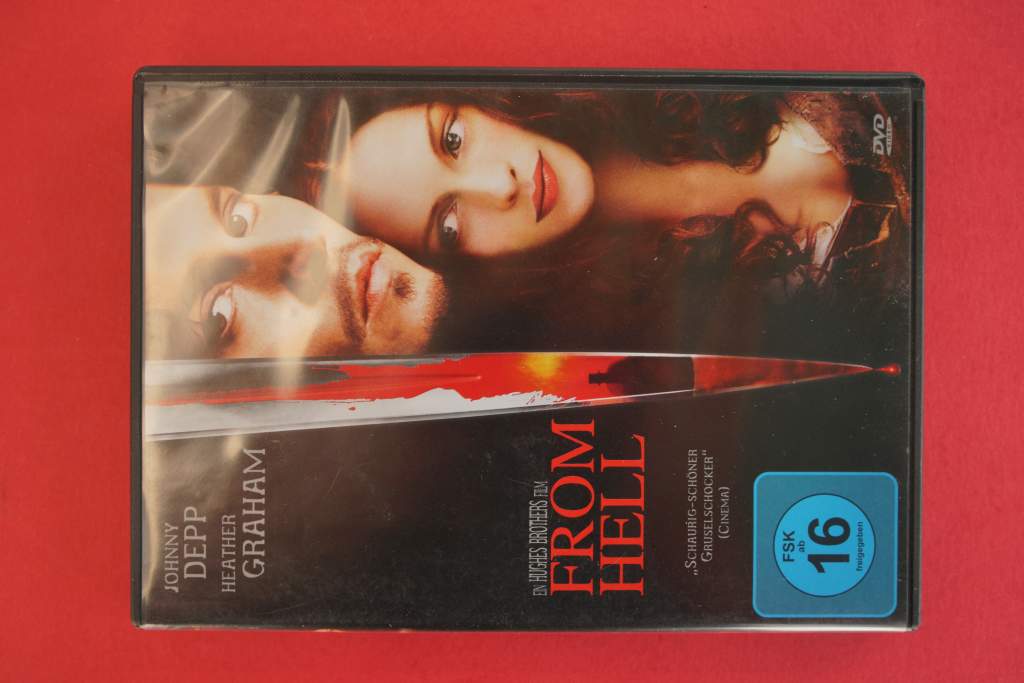 JOHNNY
DEPP
HEATHER
GRAHAM
EIN HUGHES BROTHERS FILM
FROM
HELL
„SCHAURIG-SCHÖNER
GRUSELSCHOCKER“
(CINEMA)
FSK
ab
16
freigegeben
DVD
VIDEO